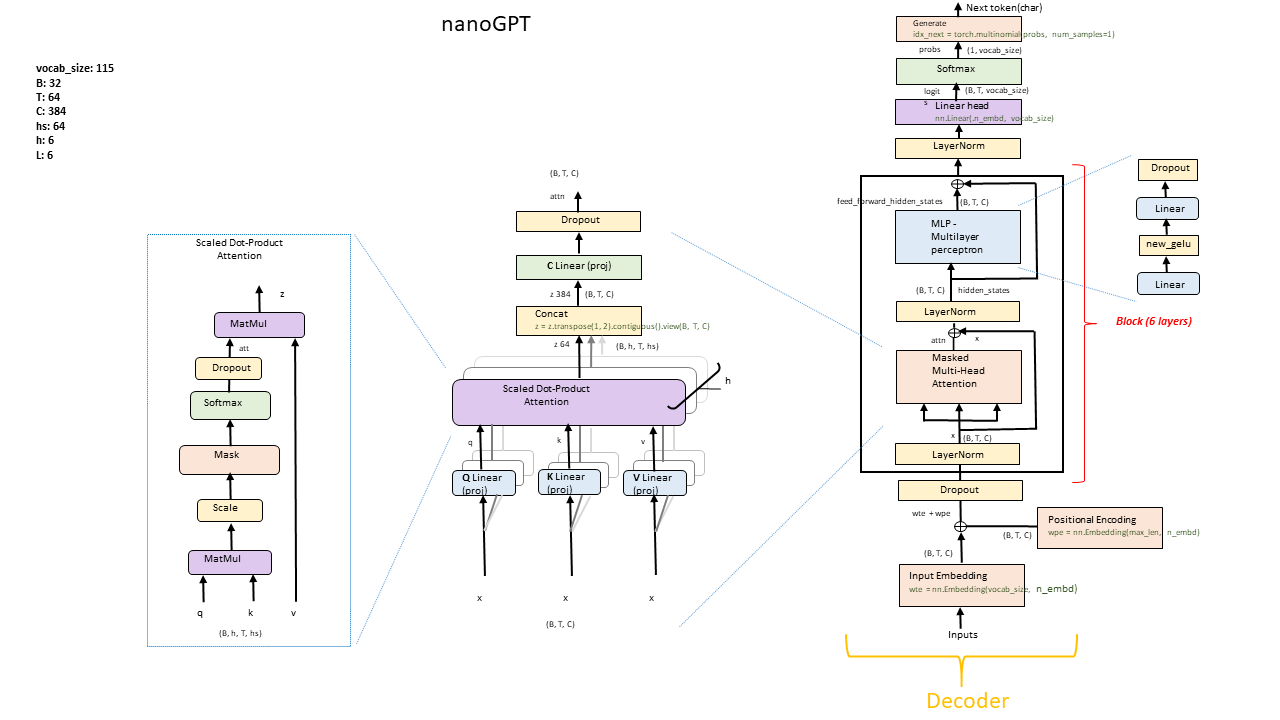 nanoGPT
vocab_size: 115
B: 32
T: 64
C: 384
hs: 64
h: 6
L: 6
Scaled Dot-Product
Attention
z
MatMul
att
Dropout
Softmax
Mask
Scale
MatMul
q k v
(B, h, T, hs)
(B, T, C)
attn
Dropout
C Linear (proj)
z 384 (B, T, C)
Concat
z = z.transpose(1, 2).contiguous().view(B, T, C)
z 64 (B, h, T, hs)
h
Scaled Dot-Product
Attention
q k v
Q Linear
(proj)
K Linear
(proj)
V Linear
(proj)
x x x
(B, T, C)
Next token(char)
Generate
idx_next = torch.multinomial(probs, num_samples=1)
probs (1, vocab_size)
Softmax
logit
s
(B, T, vocab_size)
Linear head
nn.Linear(.n_embd, vocab_size)
LayerNorm
feed_forward_hidden_states (B, T, C)
MLP -
Multilayer
perceptron
(B, T, C) hidden_states
LayerNorm
attn x
Masked
Multi-Head
Attention
x (B, T, C)
LayerNorm
Dropout
wte + wpe
(B, T, C)
Positional Encoding
wpe = nn.Embedding(max_len, n_embd)
(B, T, C)
Input Embedding
wte = nn.Embedding(vocab_size, n_embd)
Inputs
Decoder
Block (6 layers)
Dropout
Linear
new_gelu
Linear